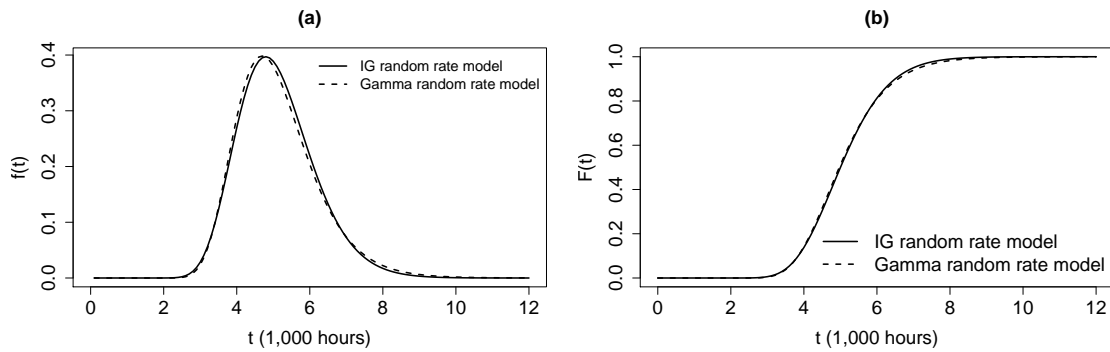 (a)
f(t)
0.4
0.3
0.2
0.1
0.0
IG random rate model
Gamma random rate model
0 2 4 6 8 10 12
t (1,000 hours)
(b)
F(t)
1.0
0.8
0.6
0.4
0.2
0.0
IG random rate model
Gamma random rate model
0 2 4 6 8 10 12
t (1,000 hours)